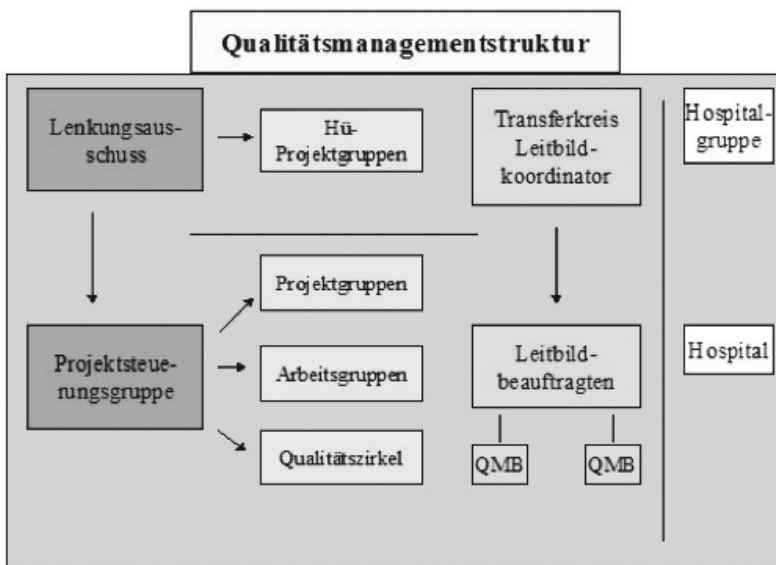 Qualitätsmanagementstruktur
Lenkungsaus-
schuss
Hü-
Projektgruppen
Transferkreis
Leitbild-
koordinator
Hospital-
gruppe
Projektgruppen
Projektsteue-
rungsgruppe
Arbeitsgruppen
Leitbild-
beauftragten
Hospital
Qualitätszirkel
QMB
QMB